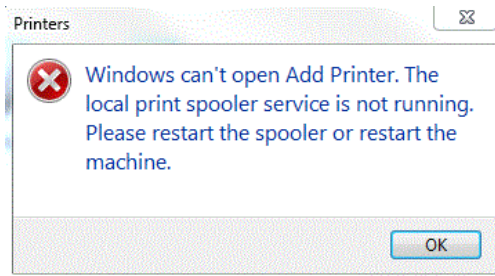 Printers
Windows can't open Add Printer. The
local print spooler service is not running.
Please restart the spooler or restart the
machine.
OK